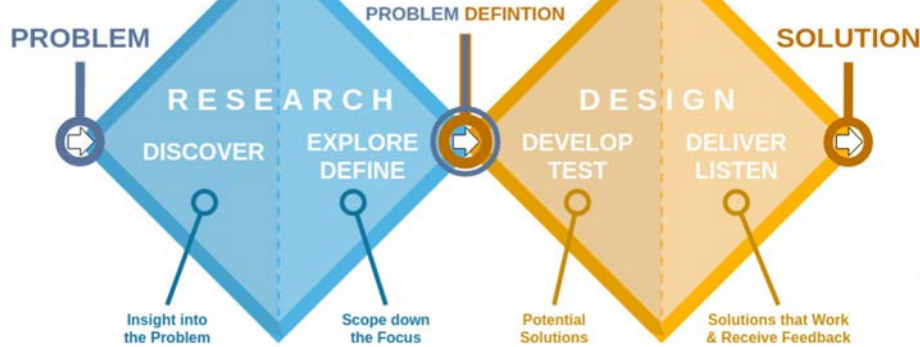 PROBLEM DEFINTION
PROBLEM
SOLUTION
RESEARCH
DESIGN
DISCOVER
EXPLORE
DEFINE
DEVELOP
TEST
DELIVER
LISTEN
Insight into
the Problem
Scope down
the Focus
Potential
Solutions
Solutions that Work
& Receive Feedback